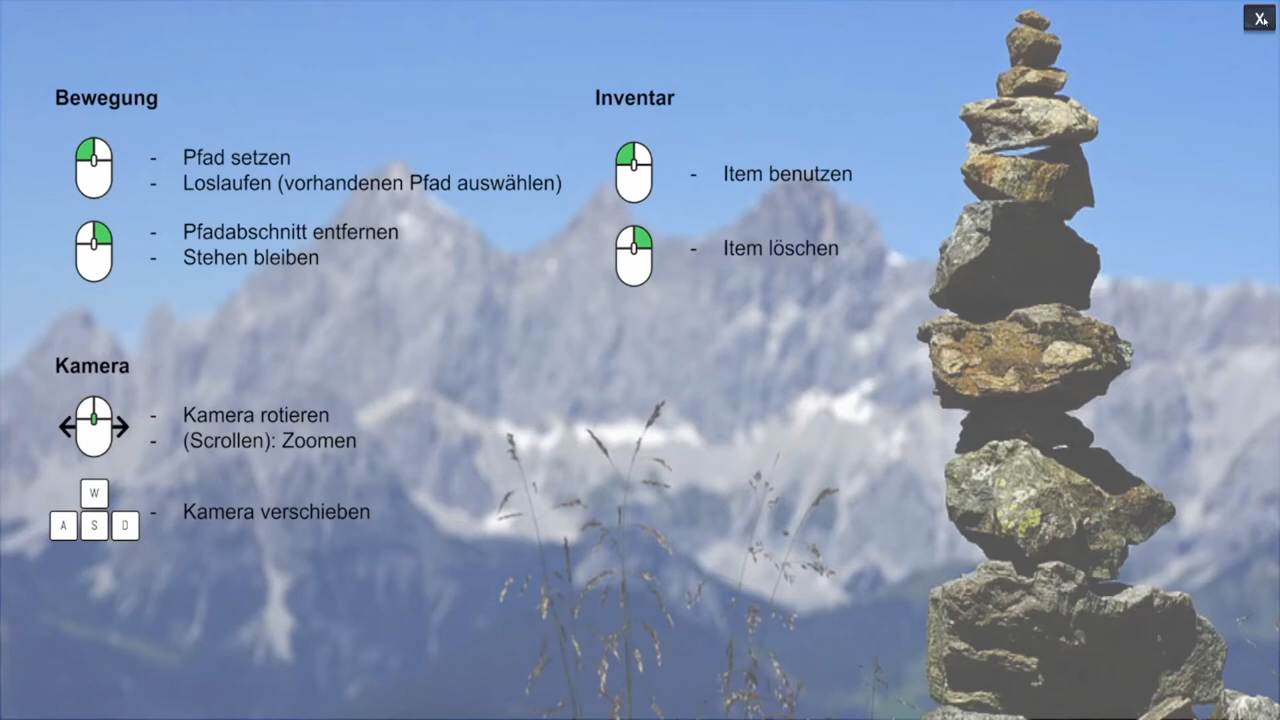 X
Bewegung
- Pfad setzen
- Loslaufen (vorhandenen Pfad auswählen)
- Pfadabschnitt entfernen
- Stehen bleiben
Kamera
- Kamera rotieren
- (Scrollen): Zoomen
W
A S D
- Kamera verschieben
Inventar
- Item benutzen
- Item löschen